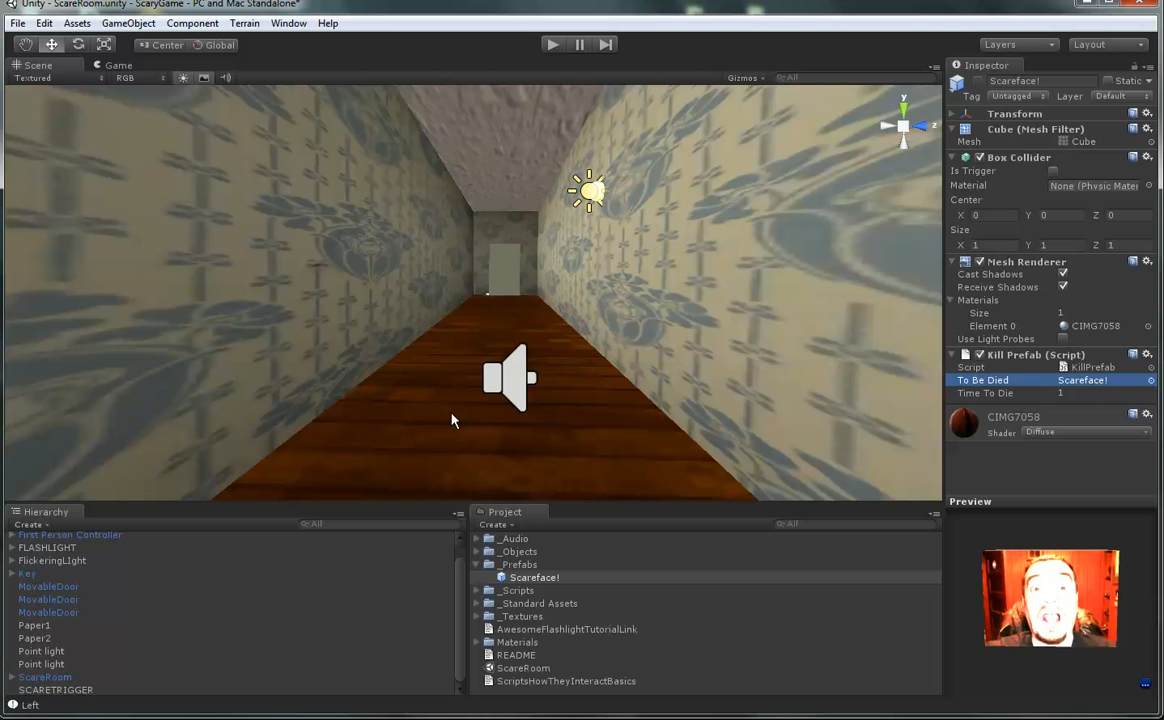 Unity - ScareRoom.unity - ScaryGame - PC and Mac Standalone*
File Edit Assets GameObject Component Terrain Window Help
Center Global Layers Layout
Scene Game
Textured RGB Gizmos All
y
z
Inspector
Scareface! Static
Tag Untagged Layer Default
Transform
Cube (Mesh Filter)
Mesh Cube
Box Collider
Is Trigger
Material None (Physic Mater
Center
X 0 Y 0 Z 0
Size
X 1 Y 1 Z 1
Mesh Renderer
Cast Shadows
Receive Shadows
Materials
Size 1
Element 0 CIMG7058
Use Light Probes
Kill Prefab (Script)
Script KillPrefab
To Be Died Scareface!
Time To Die 1
CIMG7058
Shader Diffuse
Preview
Hierarchy
Create All
First Person Controller
FLASHLIGHT
FlickeringLIght
Key
MovableDoor
MovableDoor
MovableDoor
Paper1
Paper2
Point light
Point light
ScareRoom
SCARETRIGGER
Project
Create All
_Audio
_Objects
_Prefabs
Scareface!
_Scripts
_Standard Assets
_Textures
AwesomeFlashlightTutorialLink
Materials
README
ScareRoom
ScriptsHowTheyInteractBasics
Left